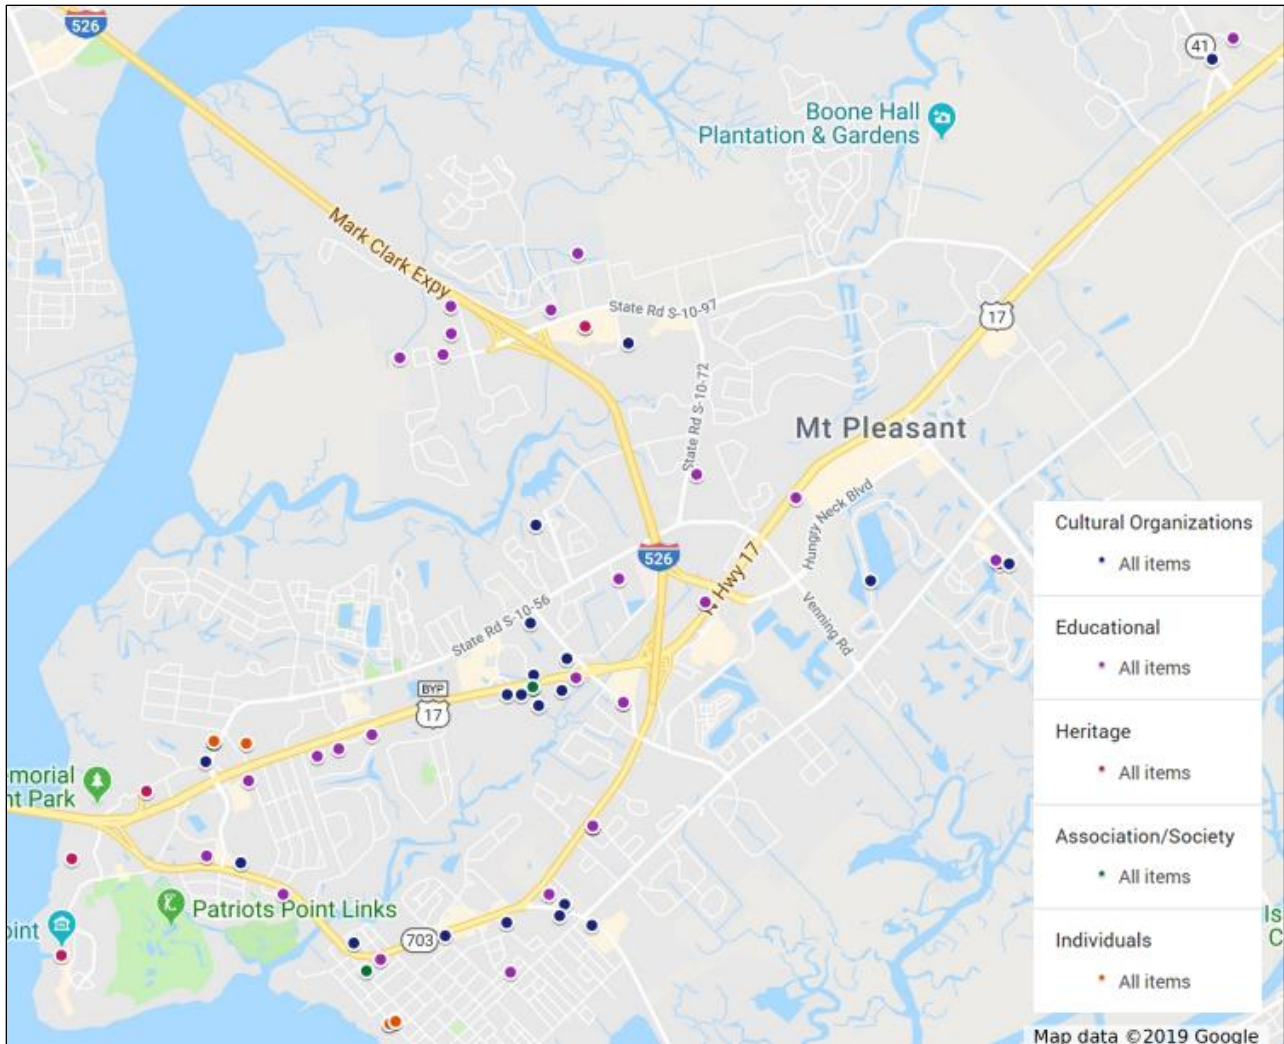 526
41
Boone Hall
Plantation & Gardens
Mark Clark Expy
State Rd S-10-97
17
State Rd S-10-72
Mt Pleasant
Hungry Neck Blvd
526
N Hwy 17
Venning Rd
State Rd S-10-56
BYP
17
emorial
nt Park
Patriots Point Links
oint
703
Cultural Organizations
All items
Educational
All items
Heritage
All items
Association/Society
All items
Individuals
All items
Is
C
Map data ©2019 Google